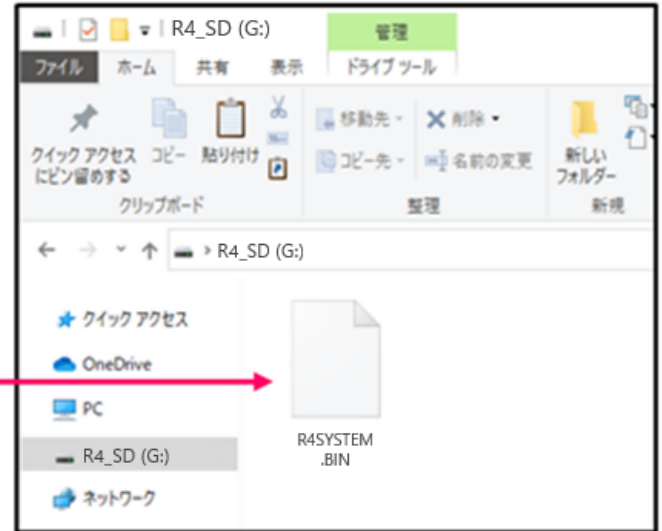 R4_SD (G:)
管理
ファイル ホーム 共有 表示 ドライブ ツール
クイック アクセス
にピン留めする
コピー
貼り付け
移動先
コピー先
削除
名前の変更
新しい
フォルダー
クリップボード 整理 新規
R4_SD (G:)
クイック アクセス
OneDrive
PC
R4_SD (G:)
ネットワーク
R4SYSTEM
.BIN